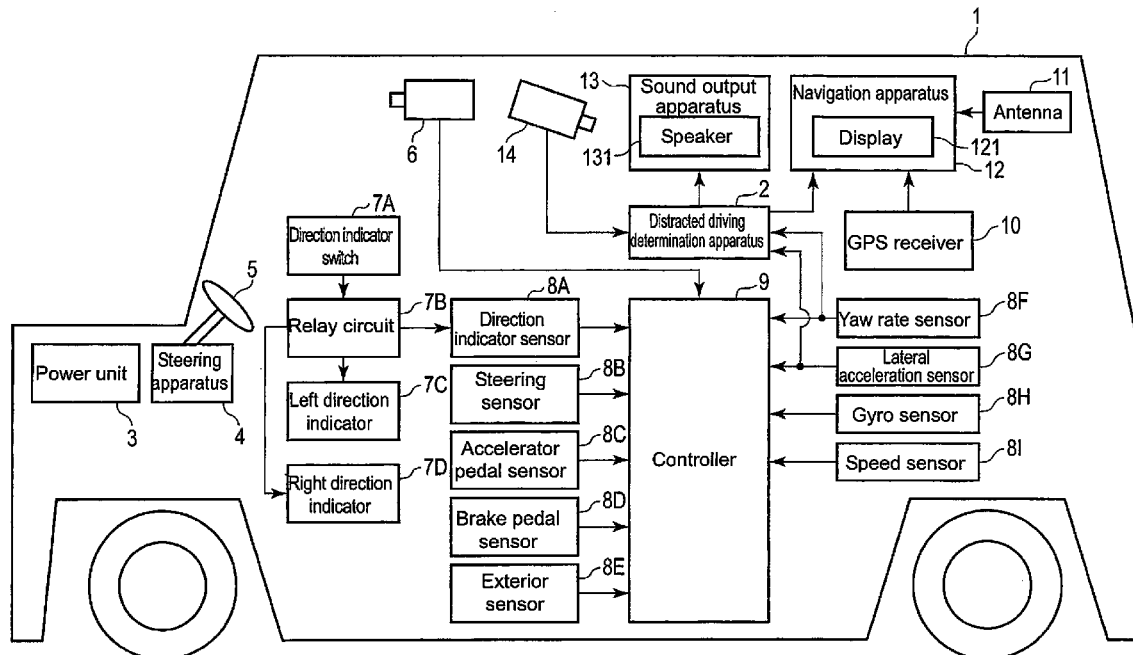 1
13
Sound output
apparatus
Speaker
131
Navigation apparatus
Display
121
12
11
Antenna
6
14
2
Distracted driving
determination apparatus
GPS receiver
10
7A
Direction indicator
switch
5
7B
Relay circuit
8A
Direction
indicator sensor
9
Controller
8F
Yaw rate sensor
Power unit
3
Steering
apparatus
4
7C
Left direction
indicator
8B
Steering
sensor
8G
Lateral
acceleration sensor
8H
Gyro sensor
7D
Right direction
indicator
8C
Accelerator
pedal sensor
8I
Speed sensor
8D
Brake pedal
sensor
8E
Exterior
sensor